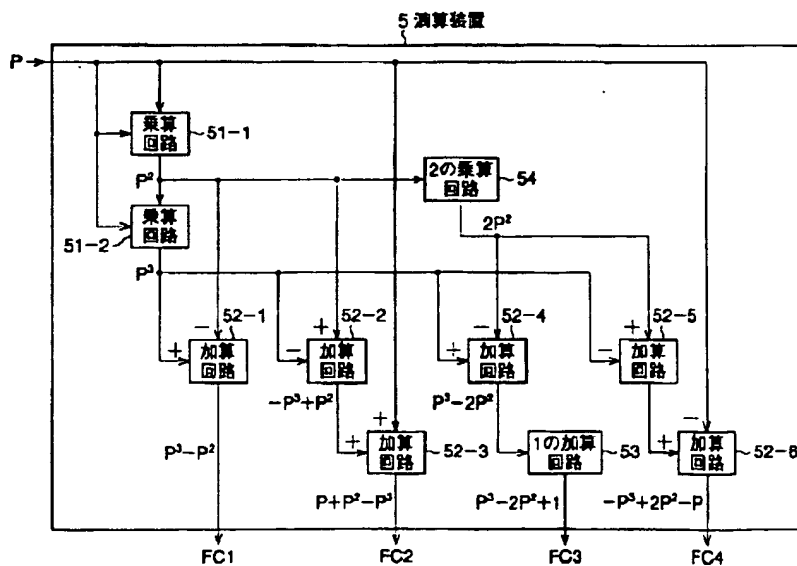 5 演算装置
P
乗算
回路
51-1
P²
2の乗算
回路
54
乗算
回路
51-2
2P²
P³
52-1
52-2
52-4
52-5
−
+
−
+
+
加算
回路
−
加算
回路
+
加算
回路
−
加算
回路
−P³+P²
P³−2P²
+
−
+
加算
回路
52-3
1の加算
回路
53
+
加算
回路
52-6
P³−P²
P+P²−P³
P³−2P²+1
−P³+2P²−P
FC1
FC2
FC3
FC4